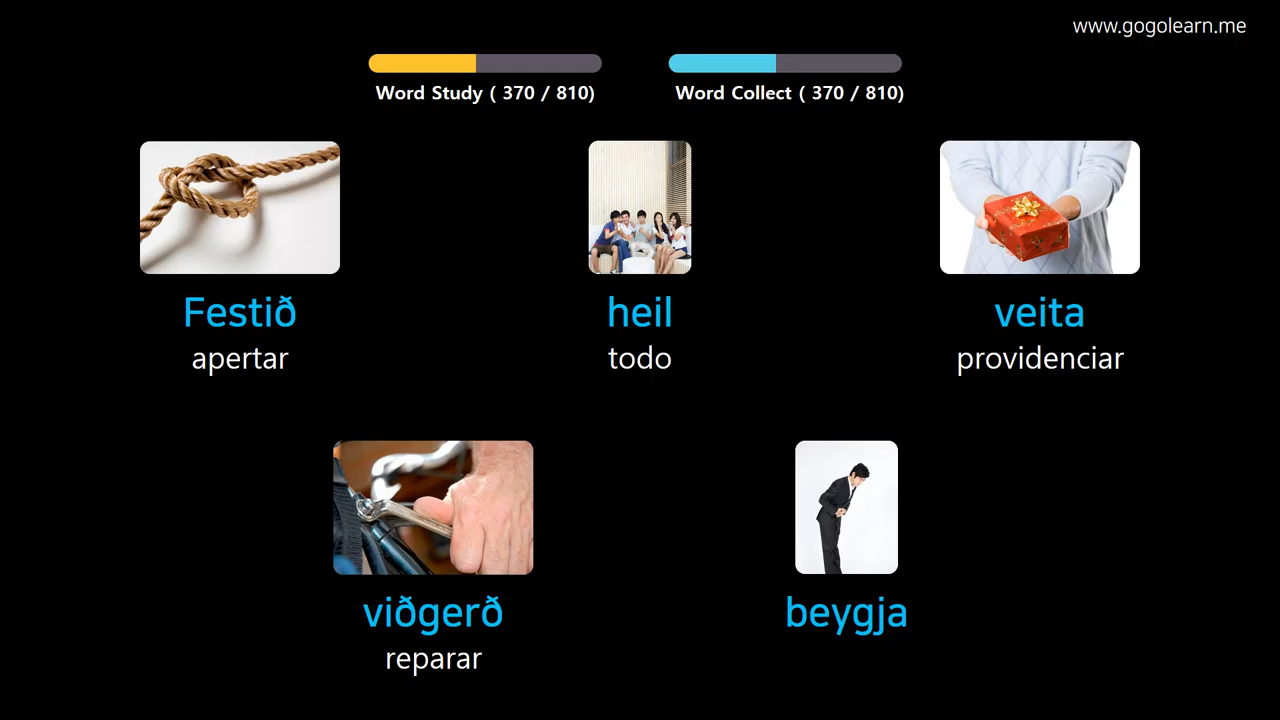 www.gogolearn.me
Word Study ( 370 / 810)
Word Collect ( 370 / 810)
Festið
apertar
heil
todo
veita
providenciar
viðgerð
reparar
beygja